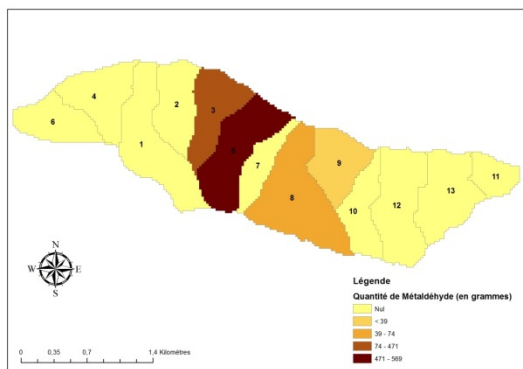 4
2
3
6
1
5
7
9
8
10
12
13
11
N
W E
S
Légende
Quantité de Métaldéhyde (en grammes)
Nul
< 39
39 - 74
74 - 471
471 - 569
0 0,35 0,7 1,4 Kilomètres